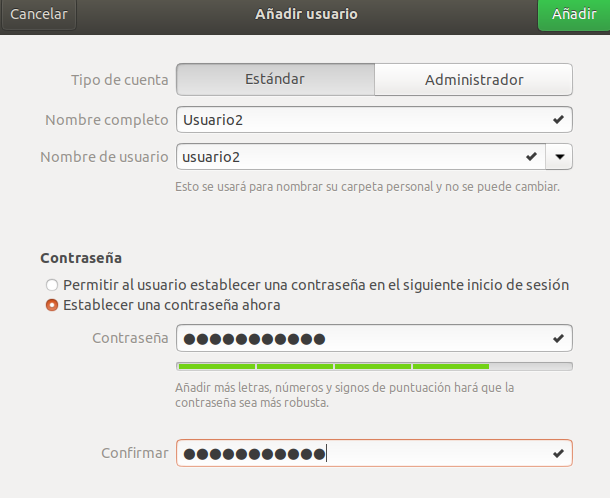 Cancelar Añadir usuario Añadir
Tipo de cuenta Estándar Administrador
Nombre completo Usuario2
Nombre de usuario usuario2
Esto se usará para nombrar su carpeta personal y no se puede cambiar.
Contraseña
Permitir al usuario establecer una contraseña en el siguiente inicio de sesión
Establecer una contraseña ahora
Contraseña ●●●●●●●●●●●
Añadir más letras, números y signos de puntuación hará que la
contraseña sea más robusta.
Confirmar ●●●●●●●●●●●